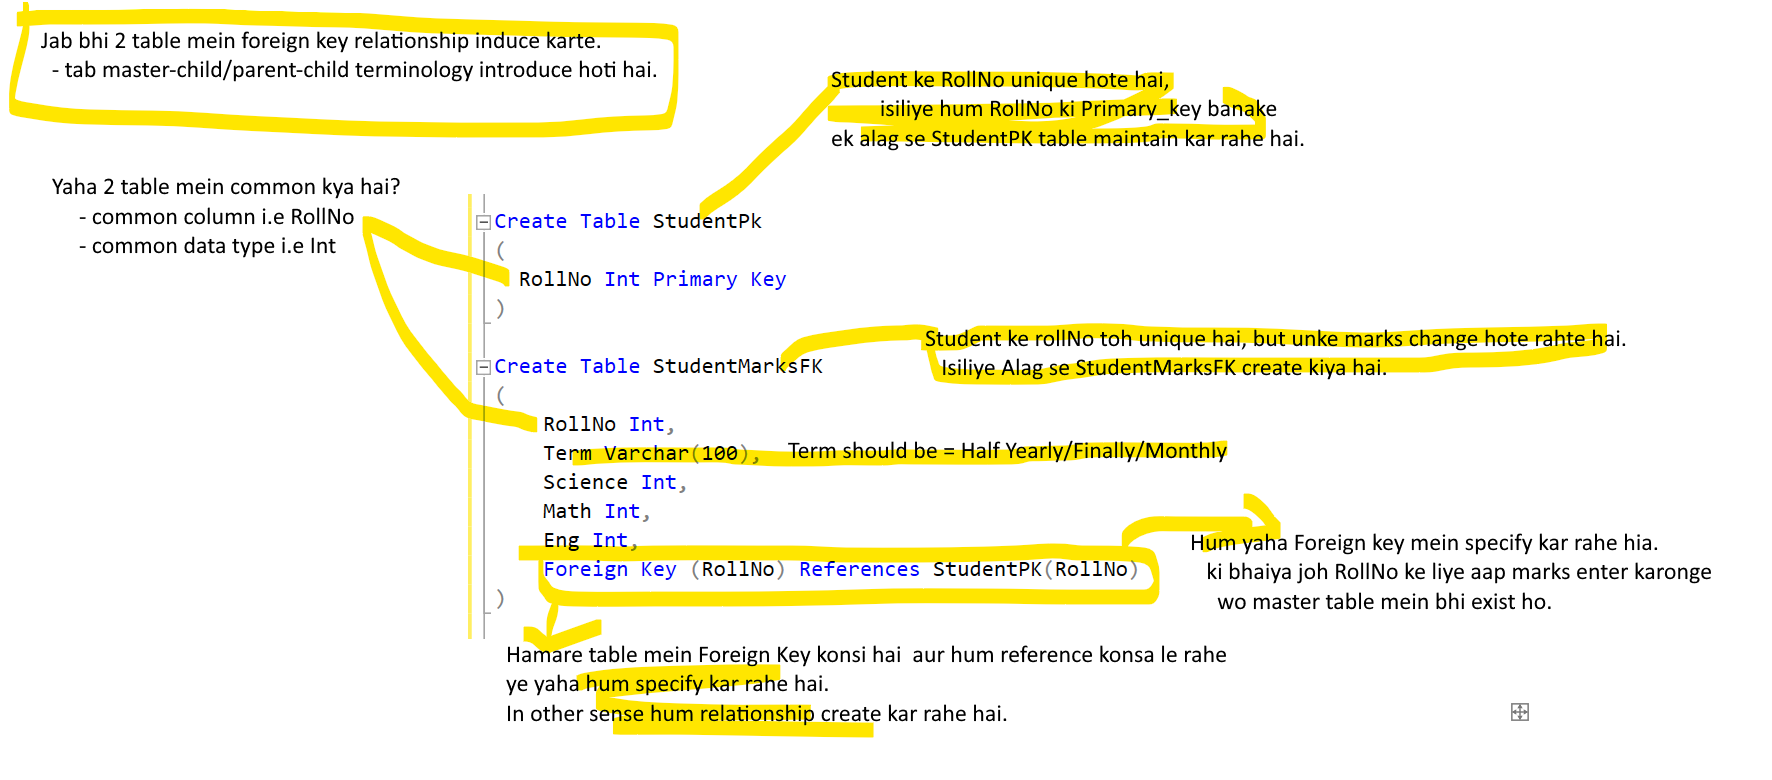 Jab bhi 2 table mein foreign key relationship induce karte.
- tab master-child/parent-child terminology introduce hoti hai.
Student ke RollNo unique hote hai,
isiliye hum RollNo ki Primary_key banake
ek alag se StudentPK table maintain kar rahe hai.
Yaha 2 table mein common kya hai?
- common column i.e RollNo
- common data type i.e Int
Create Table StudentPk
(
RollNo Int Primary Key
)
Student ke rollNo toh unique hai, but unke marks change hote rahte hai.
Isiliye Alag se StudentMarksFK create kiya hai.
Create Table StudentMarksFK
(
RollNo Int,
Term Varchar(100),
Term should be = Half Yearly/Finally/Monthly
Science Int,
Math Int,
Eng Int,
Foreign Key (RollNo) References StudentPK(RollNo)
)
Hum yaha Foreign key mein specify kar rahe hia.
ki bhaiya joh RollNo ke liye aap marks enter karonge
wo master table mein bhi exist ho.
Hamare table mein Foreign Key konsi hai aur hum reference konsa le rahe
ye yaha hum specify kar rahe hai.
In other sense hum relationship create kar rahe hai.